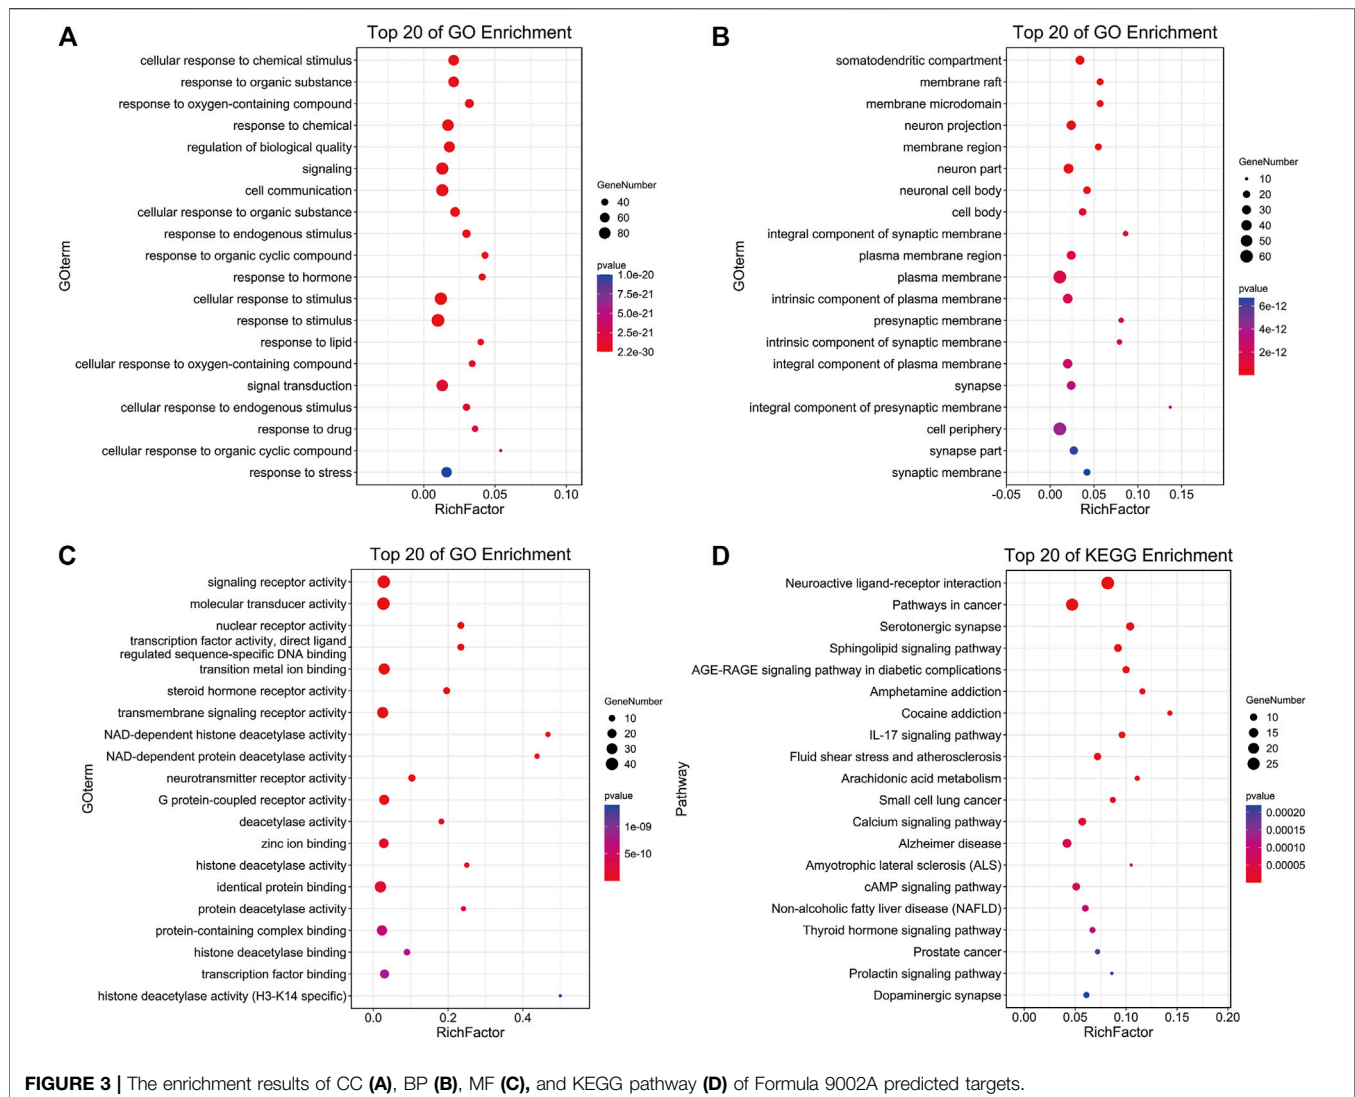 A
Top 20 of GO Enrichment
cellular response to chemical stimulus
response to organic substance
response to oxygen-containing compound
response to chemical
regulation of biological quality
signaling
cell communication
cellular response to organic substance
response to endogenous stimulus
response to organic cyclic compound
response to hormone
cellular response to stimulus
response to stimulus
response to lipid
cellular response to oxygen-containing compound
signal transduction
cellular response to endogenous stimulus
response to drug
cellular response to organic cyclic compound
response to stress
GOterm
0.00 0.05 0.10
RichFactor
GeneNumber
40
60
80
pvalue
1.0e-20
7.5e-21
5.0e-21
2.5e-21
2.2e-30
B
Top 20 of GO Enrichment
somatodendritic compartment
membrane raft
membrane microdomain
neuron projection
membrane region
neuron part
neuronal cell body
cell body
integral component of synaptic membrane
plasma membrane region
plasma membrane
intrinsic component of plasma membrane
presynaptic membrane
intrinsic component of synaptic membrane
integral component of plasma membrane
synapse
integral component of presynaptic membrane
cell periphery
synapse part
synaptic membrane
GOterm
-0.05 0.00 0.05 0.10 0.15
RichFactor
GeneNumber
10
20
30
40
50
60
pvalue
6e-12
4e-12
2e-12
C
Top 20 of GO Enrichment
signaling receptor activity
molecular transducer activity
nuclear receptor activity
transcription factor activity, direct ligand
regulated sequence-specific DNA binding
transition metal ion binding
steroid hormone receptor activity
transmembrane signaling receptor activity
NAD-dependent histone deacetylase activity
NAD-dependent protein deacetylase activity
neurotransmitter receptor activity
G protein-coupled receptor activity
deacetylase activity
zinc ion binding
histone deacetylase activity
identical protein binding
protein deacetylase activity
protein-containing complex binding
histone deacetylase binding
transcription factor binding
histone deacetylase activity (H3-K14 specific)
GOterm
0.0 0.2 0.4
RichFactor
GeneNumber
10
20
30
40
pvalue
1e-09
5e-10
D
Top 20 of KEGG Enrichment
Neuroactive ligand-receptor interaction
Pathways in cancer
Serotonergic synapse
Sphingolipid signaling pathway
AGE-RAGE signaling pathway in diabetic complications
Amphetamine addiction
Cocaine addiction
IL-17 signaling pathway
Fluid shear stress and atherosclerosis
Arachidonic acid metabolism
Small cell lung cancer
Calcium signaling pathway
Alzheimer disease
Amyotrophic lateral sclerosis (ALS)
cAMP signaling pathway
Non-alcoholic fatty liver disease (NAFLD)
Thyroid hormone signaling pathway
Prostate cancer
Prolactin signaling pathway
Dopaminergic synapse
Pathway
0.00 0.05 0.10 0.15 0.20
RichFactor
GeneNumber
10
15
20
25
pvalue
0.00020
0.00015
0.00010
0.00005
FIGURE 3 | The enrichment results of CC (A), BP (B), MF (C), and KEGG pathway (D) of Formula 9002A predicted targets.